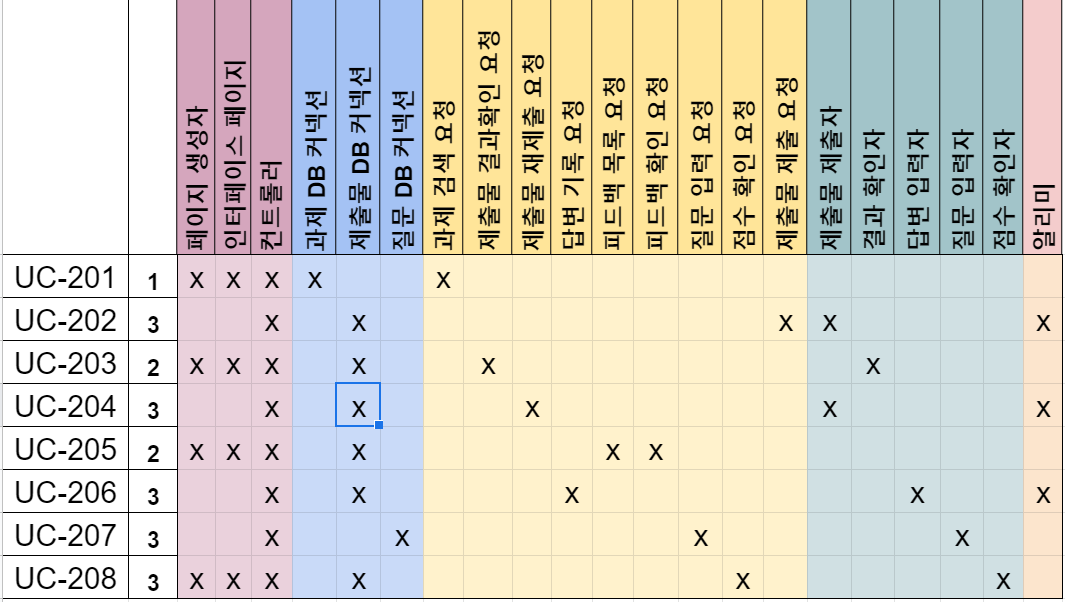 페이지 생성자
인터페이스 페이지
컨트롤러
과제 DB 커넥션
제출물 DB 커넥션
질문 DB 커넥션
과제 검색 요청
제출물 결과확인 요청
제출물 재제출 요청
답변 기록 요청
피드백 목록 요청
피드백 확인 요청
질문 입력 요청
점수 확인 요청
제출물 제출 요청
제출물 제출자
결과 확인자
답변 입력자
질문 입력자
점수 확인자
알리미
UC-201 1 X X X X X
UC-202 3 X X X X X
UC-203 2 X X X X X X
UC-204 3 X X X X X
UC-205 2 X X X X X X
UC-206 3 X X X X X
UC-207 3 X X X X
UC-208 3 X X X X X X